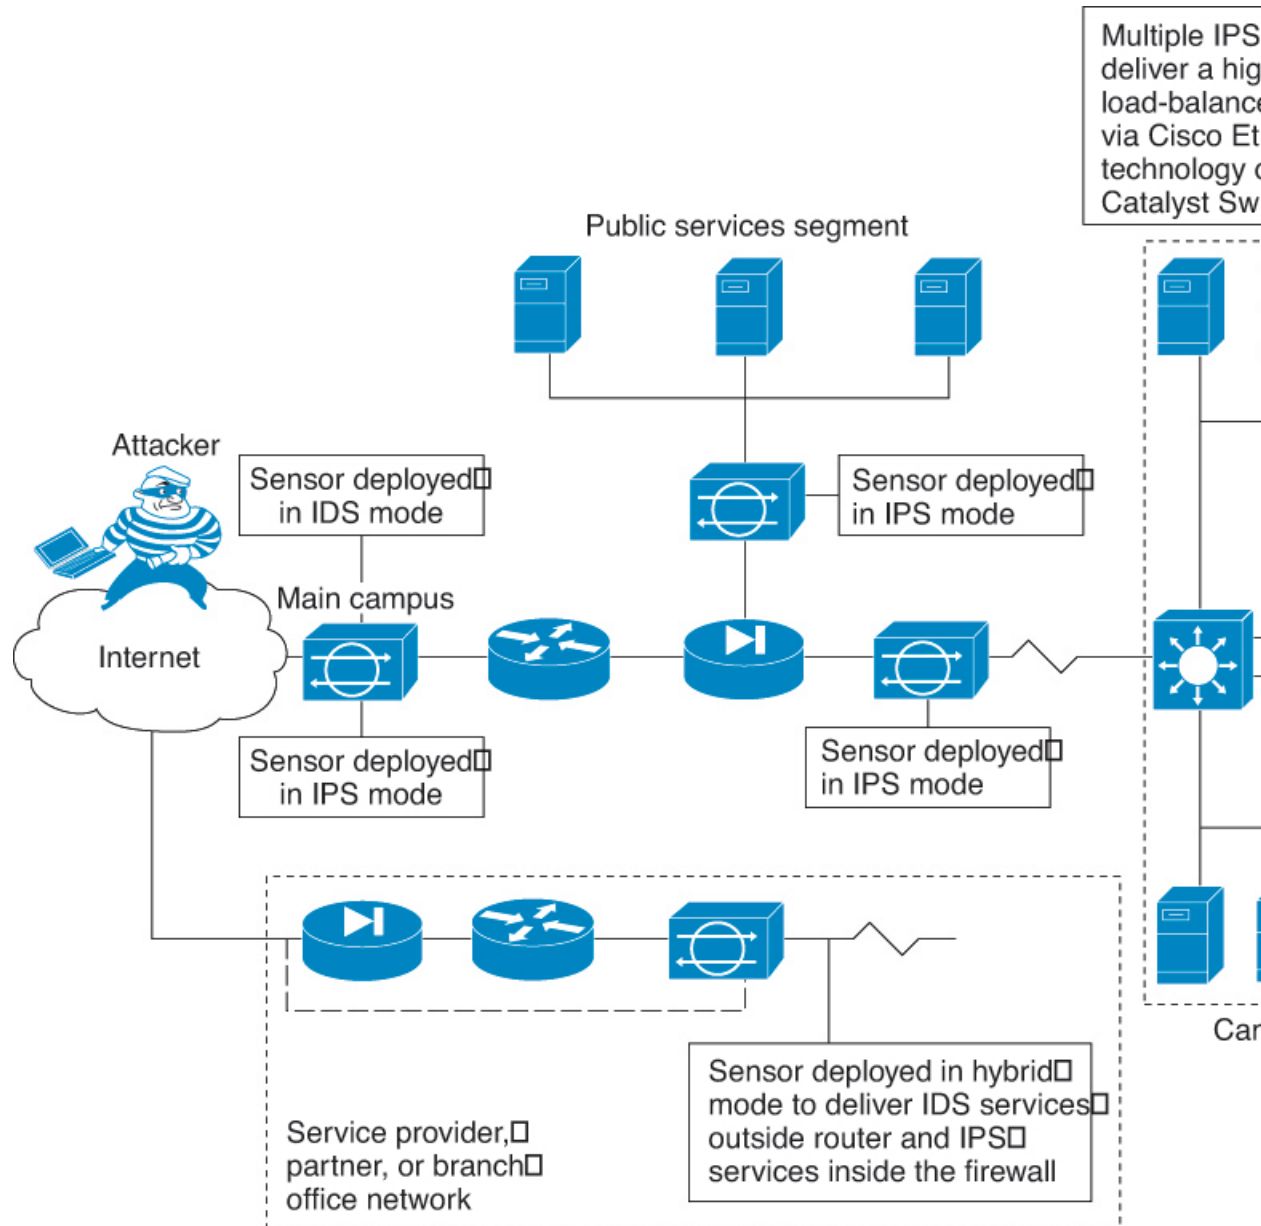 Multiple IPS
deliver a hig
load-balance
via Cisco Et
technology o
Catalyst Sw
Public services segment
Attacker
Sensor deployed
in IDS mode
Sensor deployed
in IPS mode
Main campus
Internet
Sensor deployed
in IPS mode
Sensor deployed
in IPS mode
Sensor deployed in hybrid
mode to deliver IDS services
outside router and IPS
services inside the firewall
Service provider,
partner, or branch
office network